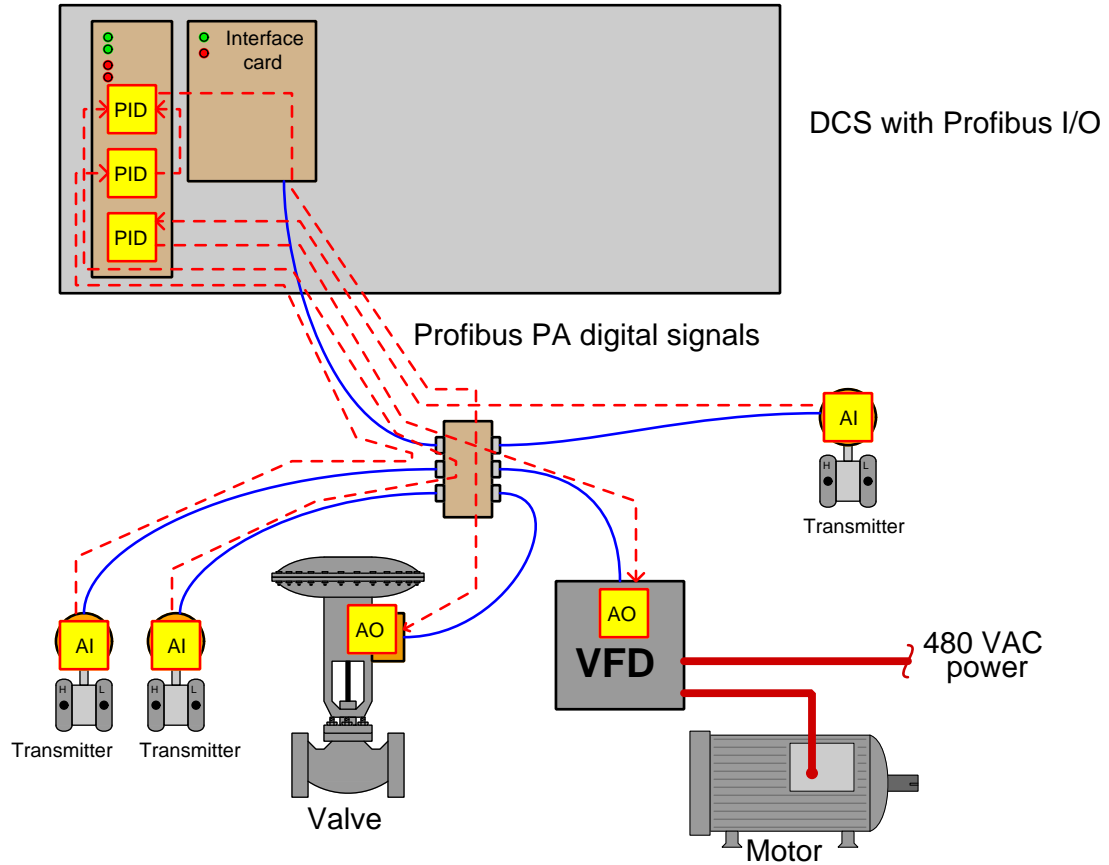 Interface
card
PID
PID
PID
DCS with Profibus I/O
Profibus PA digital signals
AI
H
L
Transmitter
AI
H
L
Transmitter
AI
H
L
Transmitter
AO
Valve
AO
VFD
480 VAC
power
Motor